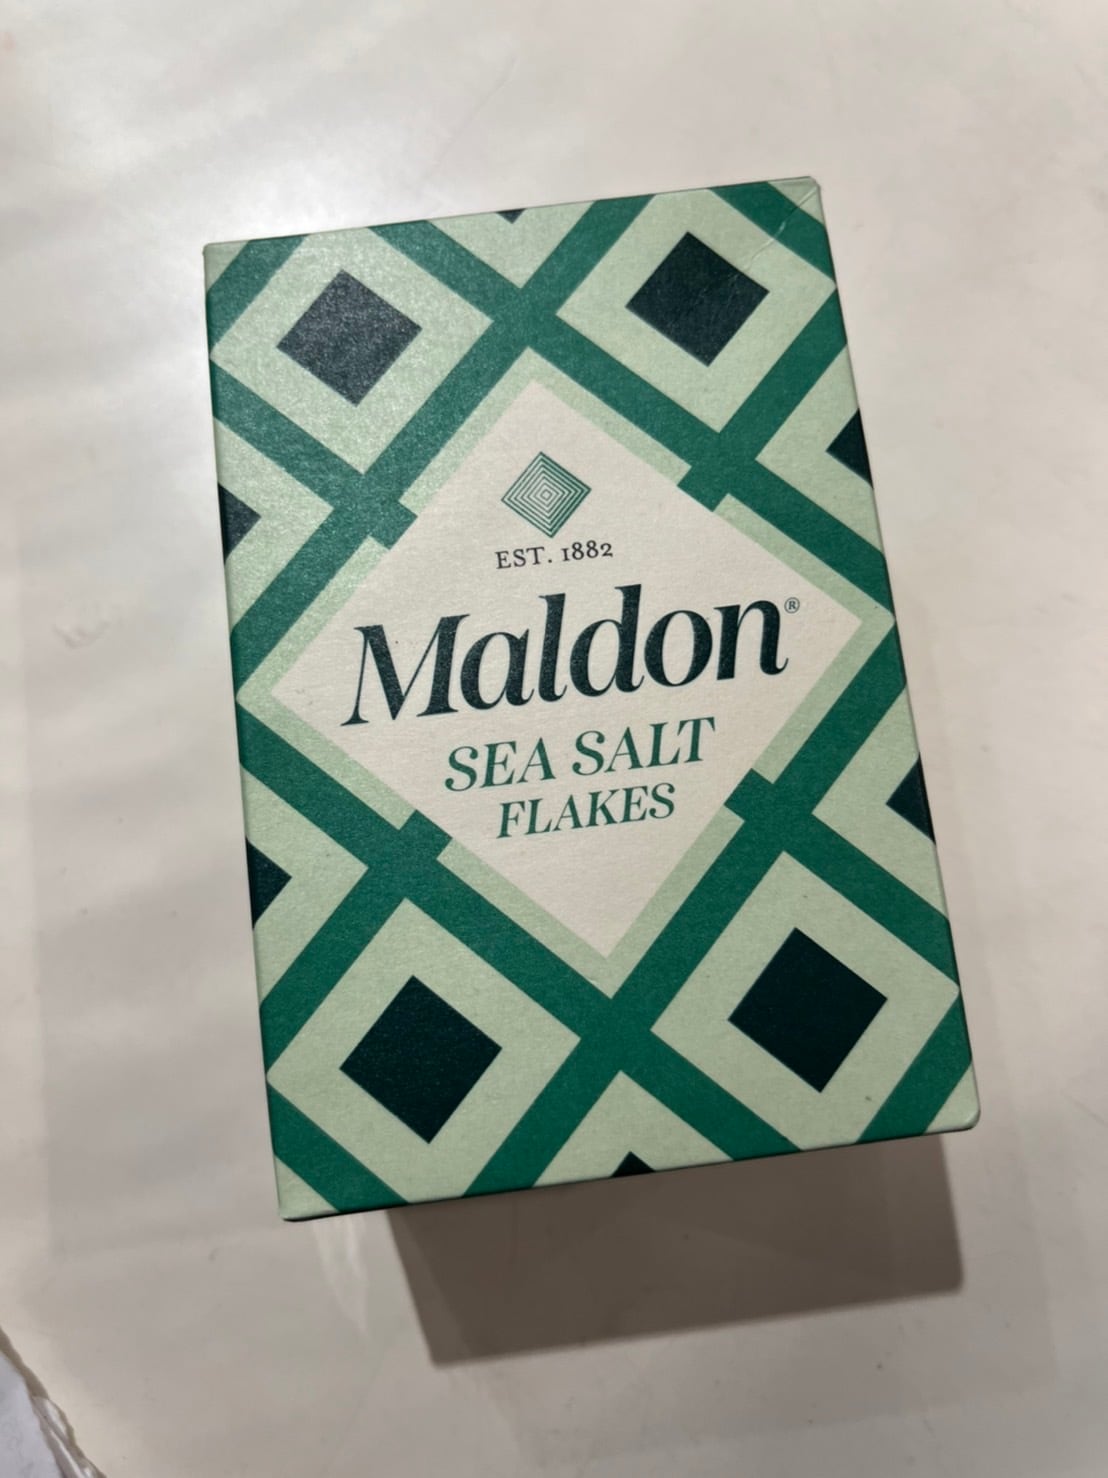 EST. 1882
Maldon®
SEA SALT
FLAKES